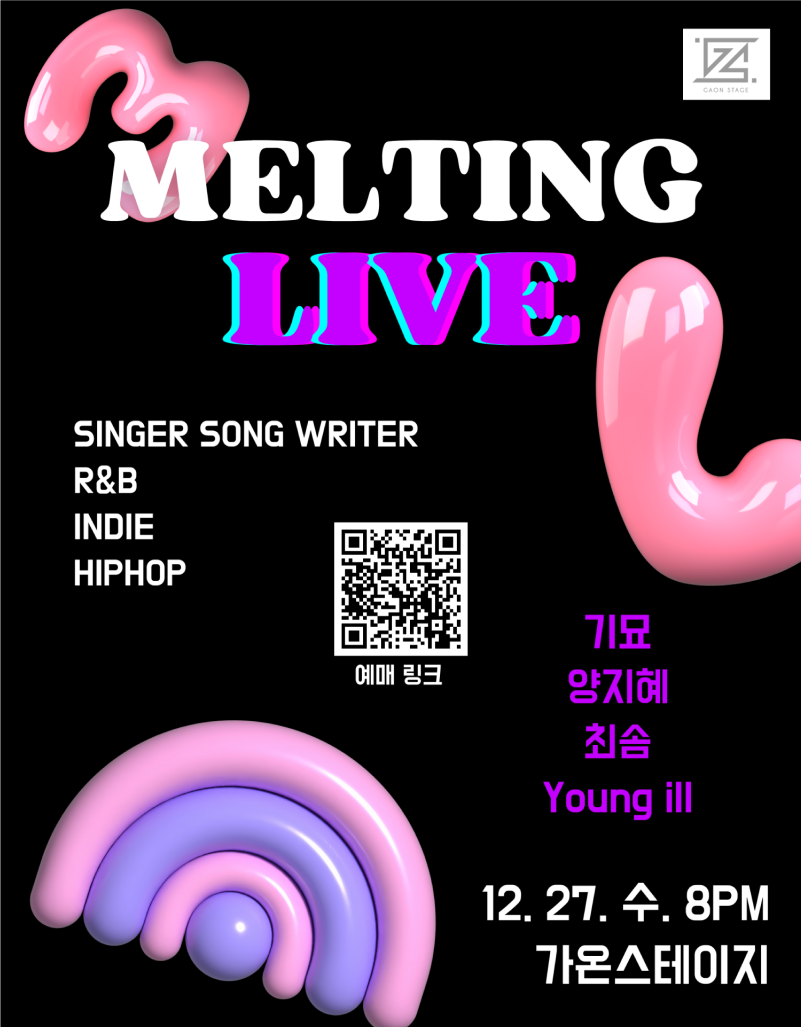 GAON STAGE
MELTING
LIVE
SINGER SONG WRITER
R&B
INDIE
HIPHOP
예매 링크
기묘
양지혜
최솜
Young ill
12. 27. 수. 8PM
가온스테이지